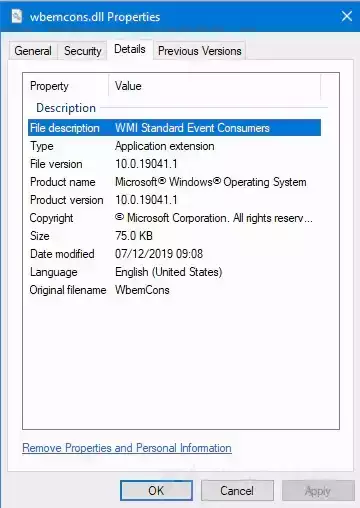 wbemcons.dll Properties
General Security Details Previous Versions
Property Value
Description
File description WMI Standard Event Consumers
Type Application extension
File version 10.0.19041.1
Product name Microsoft® Windows® Operating System
Product version 10.0.19041.1
Copyright © Microsoft Corporation. All rights reserv...
Size 75.0 KB
Date modified 07/12/2019 09:08
Language English (United States)
Original filename WbemCons
Remove Properties and Personal Information
OK Cancel Apply